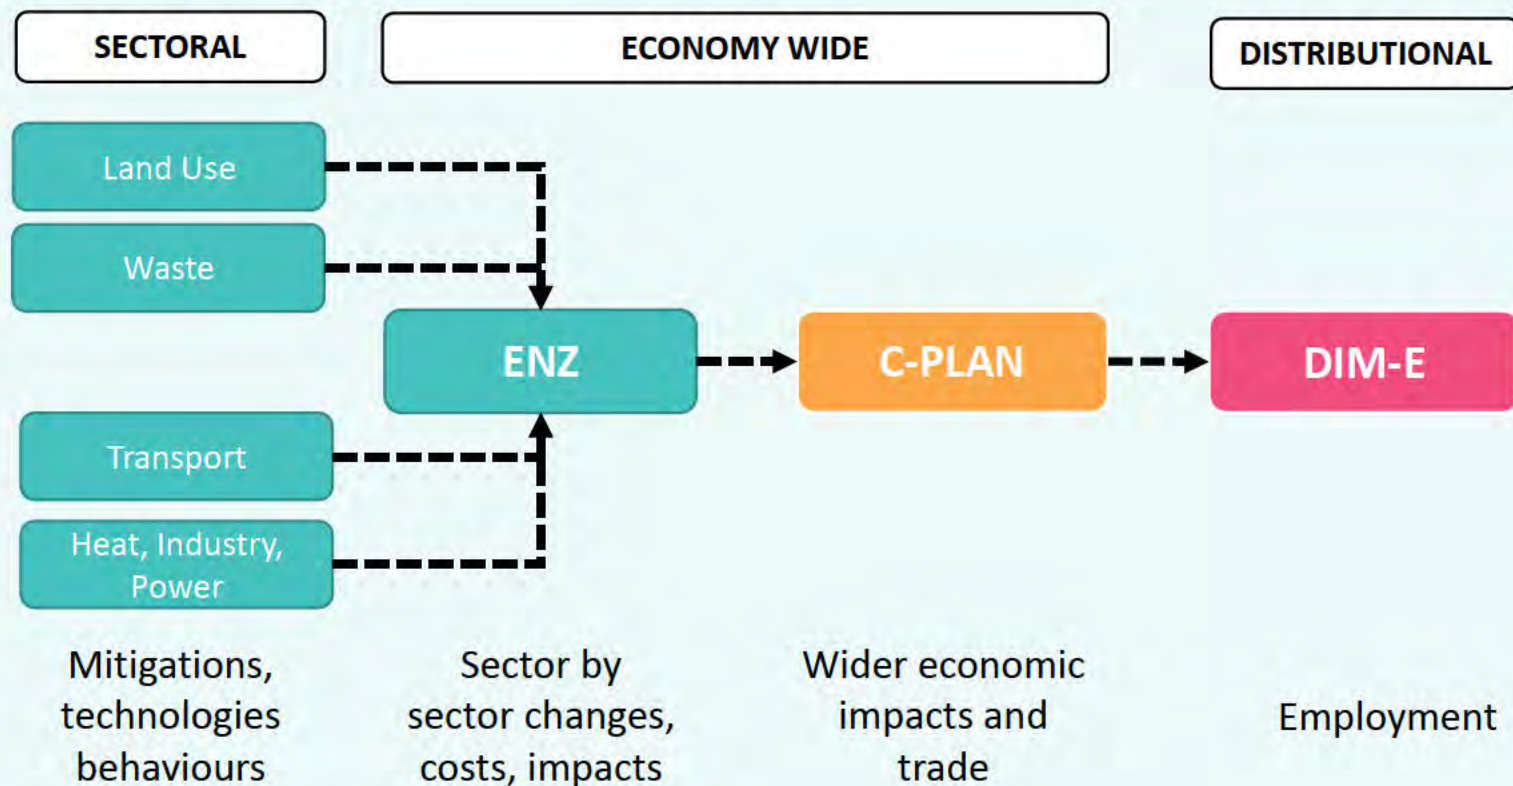 SECTORAL
ECONOMY WIDE
DISTRIBUTIONAL
Land Use
Waste
ENZ
C-PLAN
DIM-E
Transport
Heat, Industry,
Power
Mitigations,
technologies
behaviours
Sector by
sector changes,
costs, impacts
Wider economic
impacts and
trade
Employment